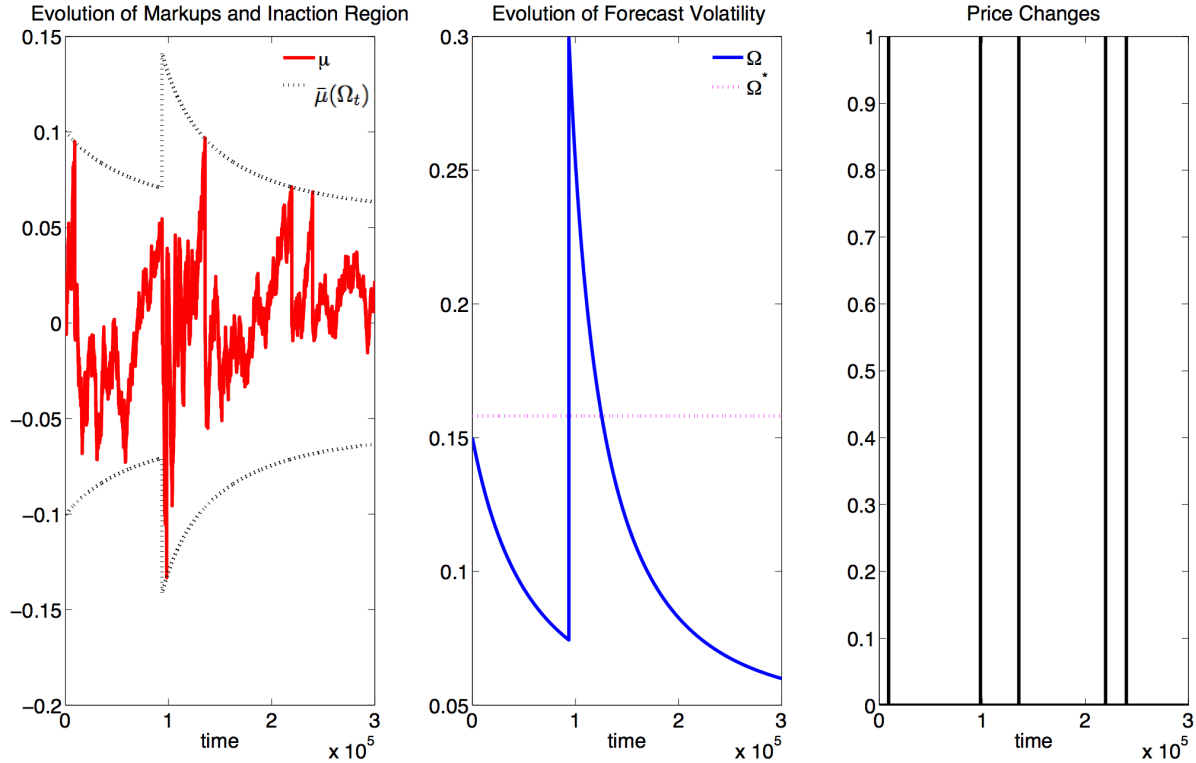 Evolution of Markups and Inaction Region
0.15
0.1
0.05
0
−0.05
−0.1
−0.15
−0.2
μ
μ̄(Ωt)
0 1 2 3
time
x 10^5
Evolution of Forecast Volatility
0.3
0.25
0.2
0.15
0.1
0.05
Ω
Ω*
0 1 2 3
time
x 10^5
Price Changes
1
0.9
0.8
0.7
0.6
0.5
0.4
0.3
0.2
0.1
0
0 1 2 3
time
x 10^5